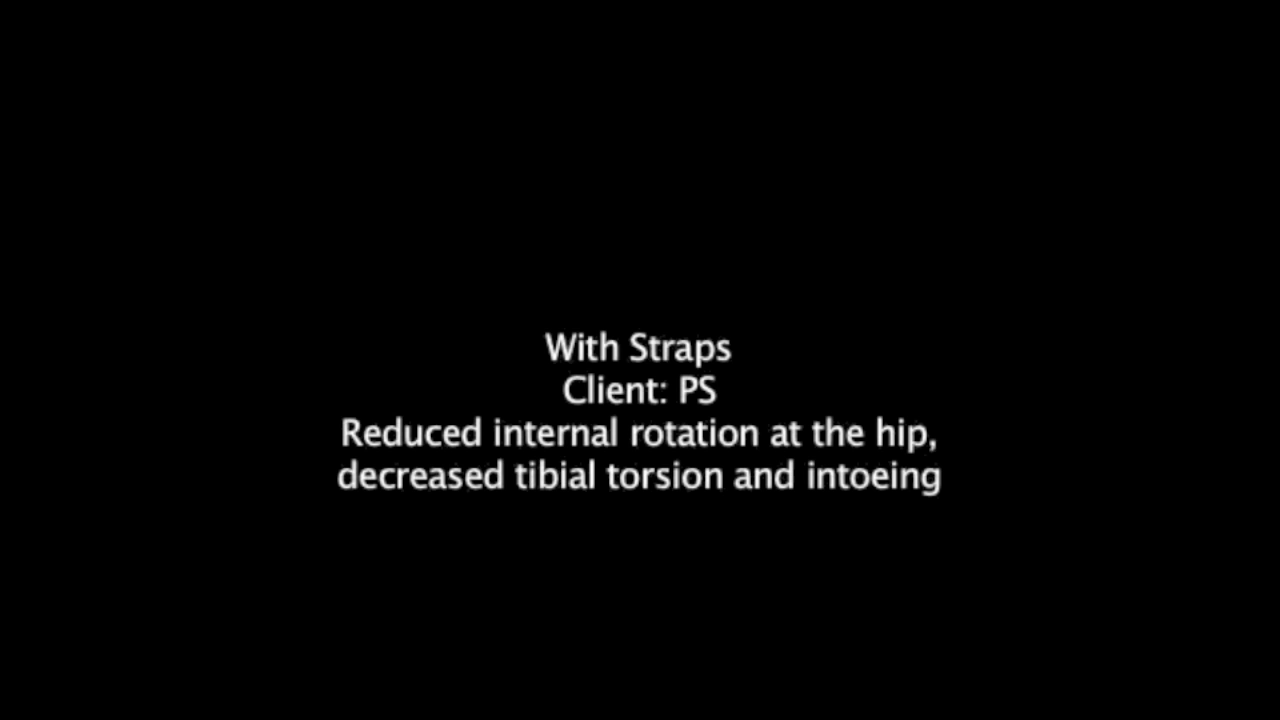 With Straps
Client: PS
Reduced internal rotation at the hip,
decreased tibial torsion and intoeing